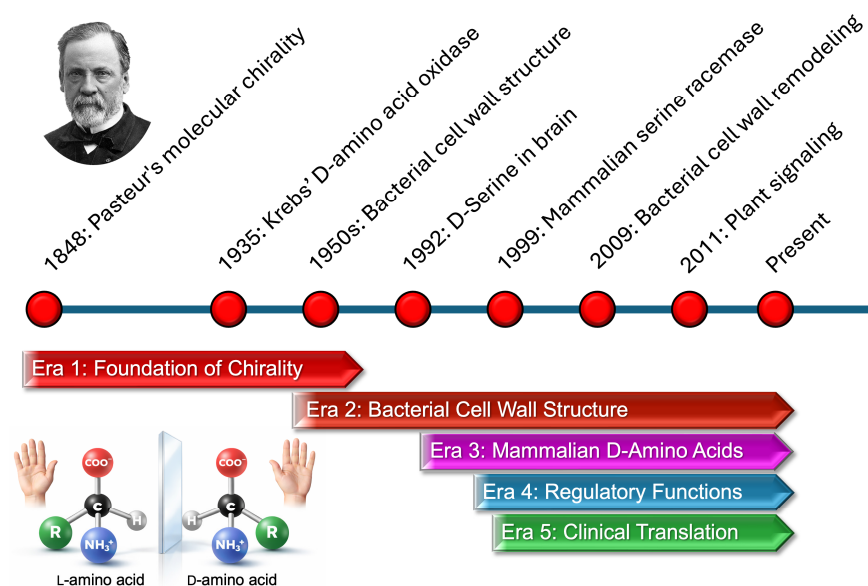 1848: Pasteur's molecular chirality
1935: Krebs' D-amino acid oxidase
1950s: Bacterial cell wall structure
1992: D-Serine in brain
1999: Mammalian serine racemase
2009: Bacterial cell wall remodeling
2011: Plant signaling
Present
Era 1: Foundation of Chirality
Era 2: Bacterial Cell Wall Structure
Era 3: Mammalian D-Amino Acids
Era 4: Regulatory Functions
Era 5: Clinical Translation
COO⁻
C
H
R
NH₃⁺
L-amino acid
COO⁻
C
H
R
NH₃⁺
D-amino acid